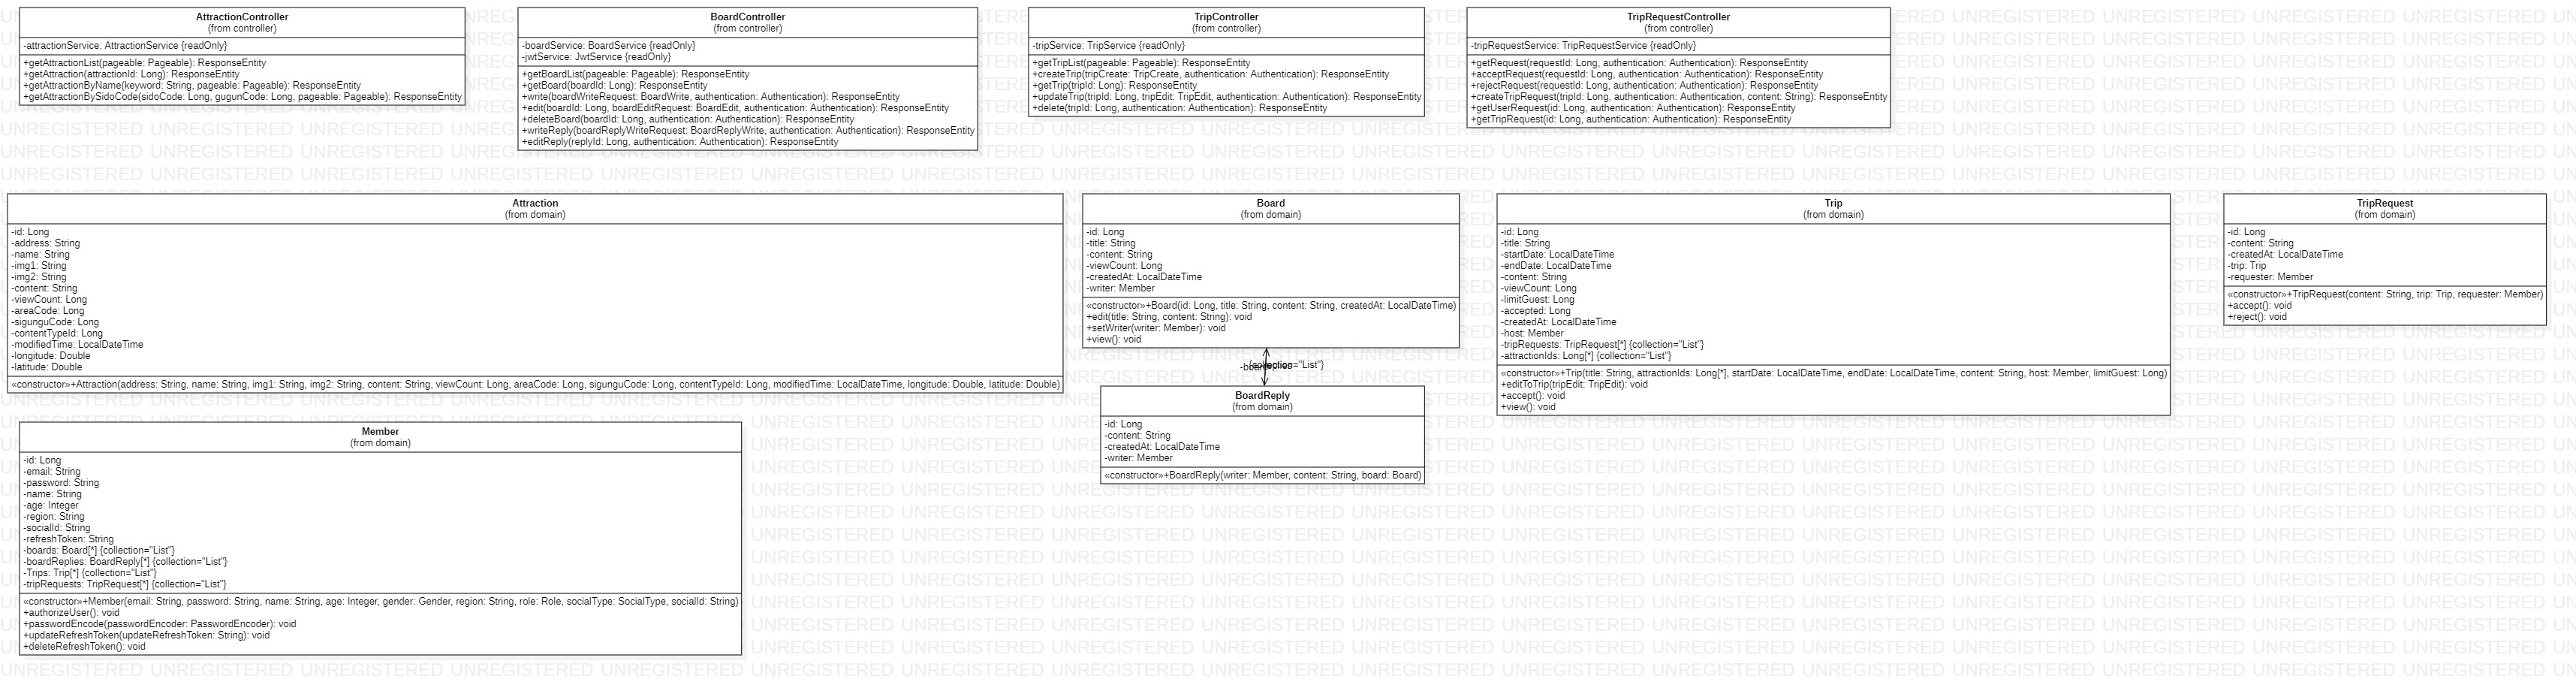 AttractionController
(from controller)
-attractionService: AttractionService {readOnly}
+getAttractionList(pageable: Pageable): ResponseEntity
+getAttraction(attractionId: Long): ResponseEntity
+getAttractionByName(keyword: String, pageable: Pageable): ResponseEntity
+getAttractionBySidoCode(sidoCode: Long, gugunCode: Long, pageable: Pageable): ResponseEntity
BoardController
(from controller)
-boardService: BoardService {readOnly}
-jwtService: JwtService {readOnly}
+getBoardList(pageable: Pageable): ResponseEntity
+getBoard(boardId: Long): ResponseEntity
+write(boardWriteRequest: BoardWrite, authentication: Authentication): ResponseEntity
+edit(boardId: Long, boardEditRequest: BoardEdit, authentication: Authentication): ResponseEntity
+deleteBoard(boardId: Long, authentication: Authentication): ResponseEntity
+writeReply(boardReplyWriteRequest: BoardReplyWrite, authentication: Authentication): ResponseEntity
+editReply(replyId: Long, authentication: Authentication): ResponseEntity
TripController
(from controller)
-tripService: TripService {readOnly}
+getTripList(pageable: Pageable): ResponseEntity
+createTrip(tripCreate: TripCreate, authentication: Authentication): ResponseEntity
+getTrip(tripId: Long): ResponseEntity
+updateTrip(tripId: Long, tripEdit: TripEdit, authentication: Authentication): ResponseEntity
+delete(tripId: Long, authentication: Authentication): ResponseEntity
TripRequestController
(from controller)
-tripRequestService: TripRequestService {readOnly}
+getRequest(requestId: Long, authentication: Authentication): ResponseEntity
+acceptRequest(requestId: Long, authentication: Authentication): ResponseEntity
+rejectRequest(requestId: Long, authentication: Authentication): ResponseEntity
+createTripRequest(tripId: Long, authentication: Authentication, content: String): ResponseEntity
+getUserRequest(id: Long, authentication: Authentication): ResponseEntity
+getTripRequest(id: Long, authentication: Authentication): ResponseEntity
Attraction
(from domain)
-id: Long
-address: String
-name: String
-img1: String
-img2: String
-content: String
-viewCount: Long
-areaCode: Long
-sigunguCode: Long
-contentTypeId: Long
-modifiedTime: LocalDateTime
-longitude: Double
-latitude: Double
«constructor»+Attraction(address: String, name: String, img1: String, img2: String, content: String, viewCount: Long, areaCode: Long, sigunguCode: Long, contentTypeId: Long, modifiedTime: LocalDateTime, longitude: Double, latitude: Double)
Board
(from domain)
-id: Long
-title: String
-content: String
-viewCount: Long
-createdAt: LocalDateTime
-writer: Member
«constructor»+Board(id: Long, title: String, content: String, createdAt: LocalDateTime)
+edit(title: String, content: String): void
+setWriter(writer: Member): void
+view(): void
{collection="List"}
-board
BoardReply
(from domain)
-id: Long
-content: String
-createdAt: LocalDateTime
-writer: Member
«constructor»+BoardReply(writer: Member, content: String, board: Board)
Trip
(from domain)
-id: Long
-title: String
-startDate: LocalDateTime
-endDate: LocalDateTime
-content: String
-viewCount: Long
-limitGuest: Long
-accepted: Long
-createdAt: LocalDateTime
-host: Member
-tripRequests: TripRequest[*] {collection="List"}
-attractionIds: Long[*] {collection="List"}
«constructor»+Trip(title: String, attractionIds: Long[*], startDate: LocalDateTime, endDate: LocalDateTime, content: String, host: Member, limitGuest: Long)
+editToTrip(tripEdit: TripEdit): void
+accept(): void
+view(): void
TripRequest
(from domain)
-id: Long
-content: String
-createdAt: LocalDateTime
-trip: Trip
-requester: Member
«constructor»+TripRequest(content: String, trip: Trip, requester: Member)
+accept(): void
+reject(): void
Member
(from domain)
-id: Long
-email: String
-password: String
-name: String
-age: Integer
-region: String
-socialId: String
-refreshToken: String
-boards: Board[*] {collection="List"}
-boardReplies: BoardReply[*] {collection="List"}
-Trips: Trip[*] {collection="List"}
-tripRequests: TripRequest[*] {collection="List"}
«constructor»+Member(email: String, password: String, name: String, age: Integer, gender: Gender, region: String, role: Role, socialType: SocialType, socialId: String)
+authorizeUser(): void
+passwordEncode(passwordEncoder: PasswordEncoder): void
+updateRefreshToken(updateRefreshToken: String): void
+deleteRefreshToken(): void